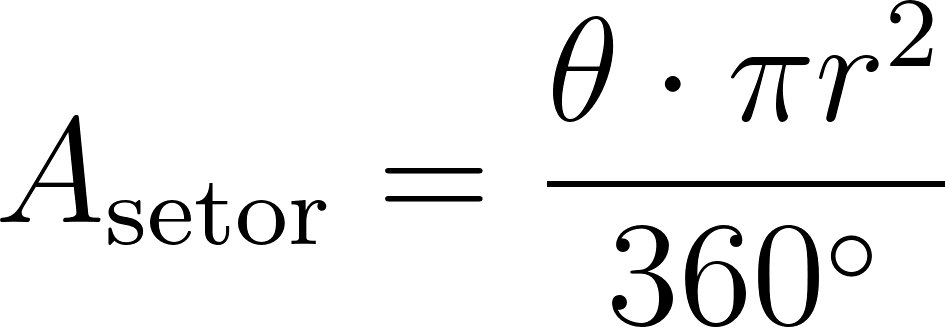 A_setor = θ · πr² / 360°